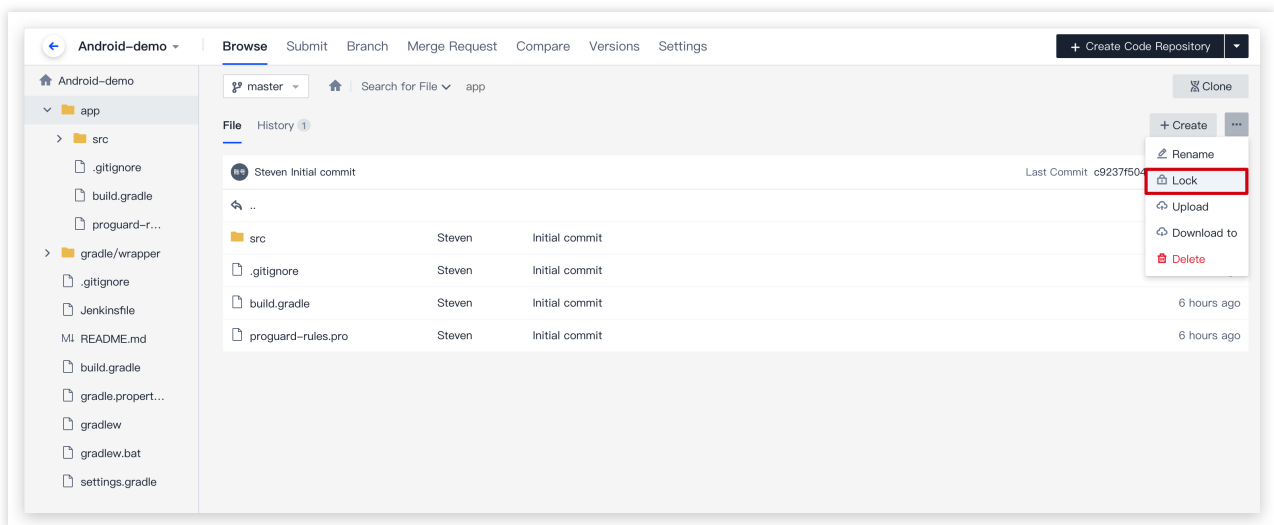 Android-demo
Browse Submit Branch Merge Request Compare Versions Settings
+ Create Code Repository
Android-demo
app
src
.gitignore
build.gradle
proguard-r...
gradle/wrapper
.gitignore
Jenkinsfile
M↓ README.md
build.gradle
gradle.propert...
gradlew
gradlew.bat
settings.gradle
master Search for File app
Clone
File History 1
+ Create ...
Rename
Lock
Upload
Download to
Delete
Steven Initial commit Last Commit c9237f504
..
src Steven Initial commit
.gitignore Steven Initial commit
build.gradle Steven Initial commit 6 hours ago
proguard-rules.pro Steven Initial commit 6 hours ago